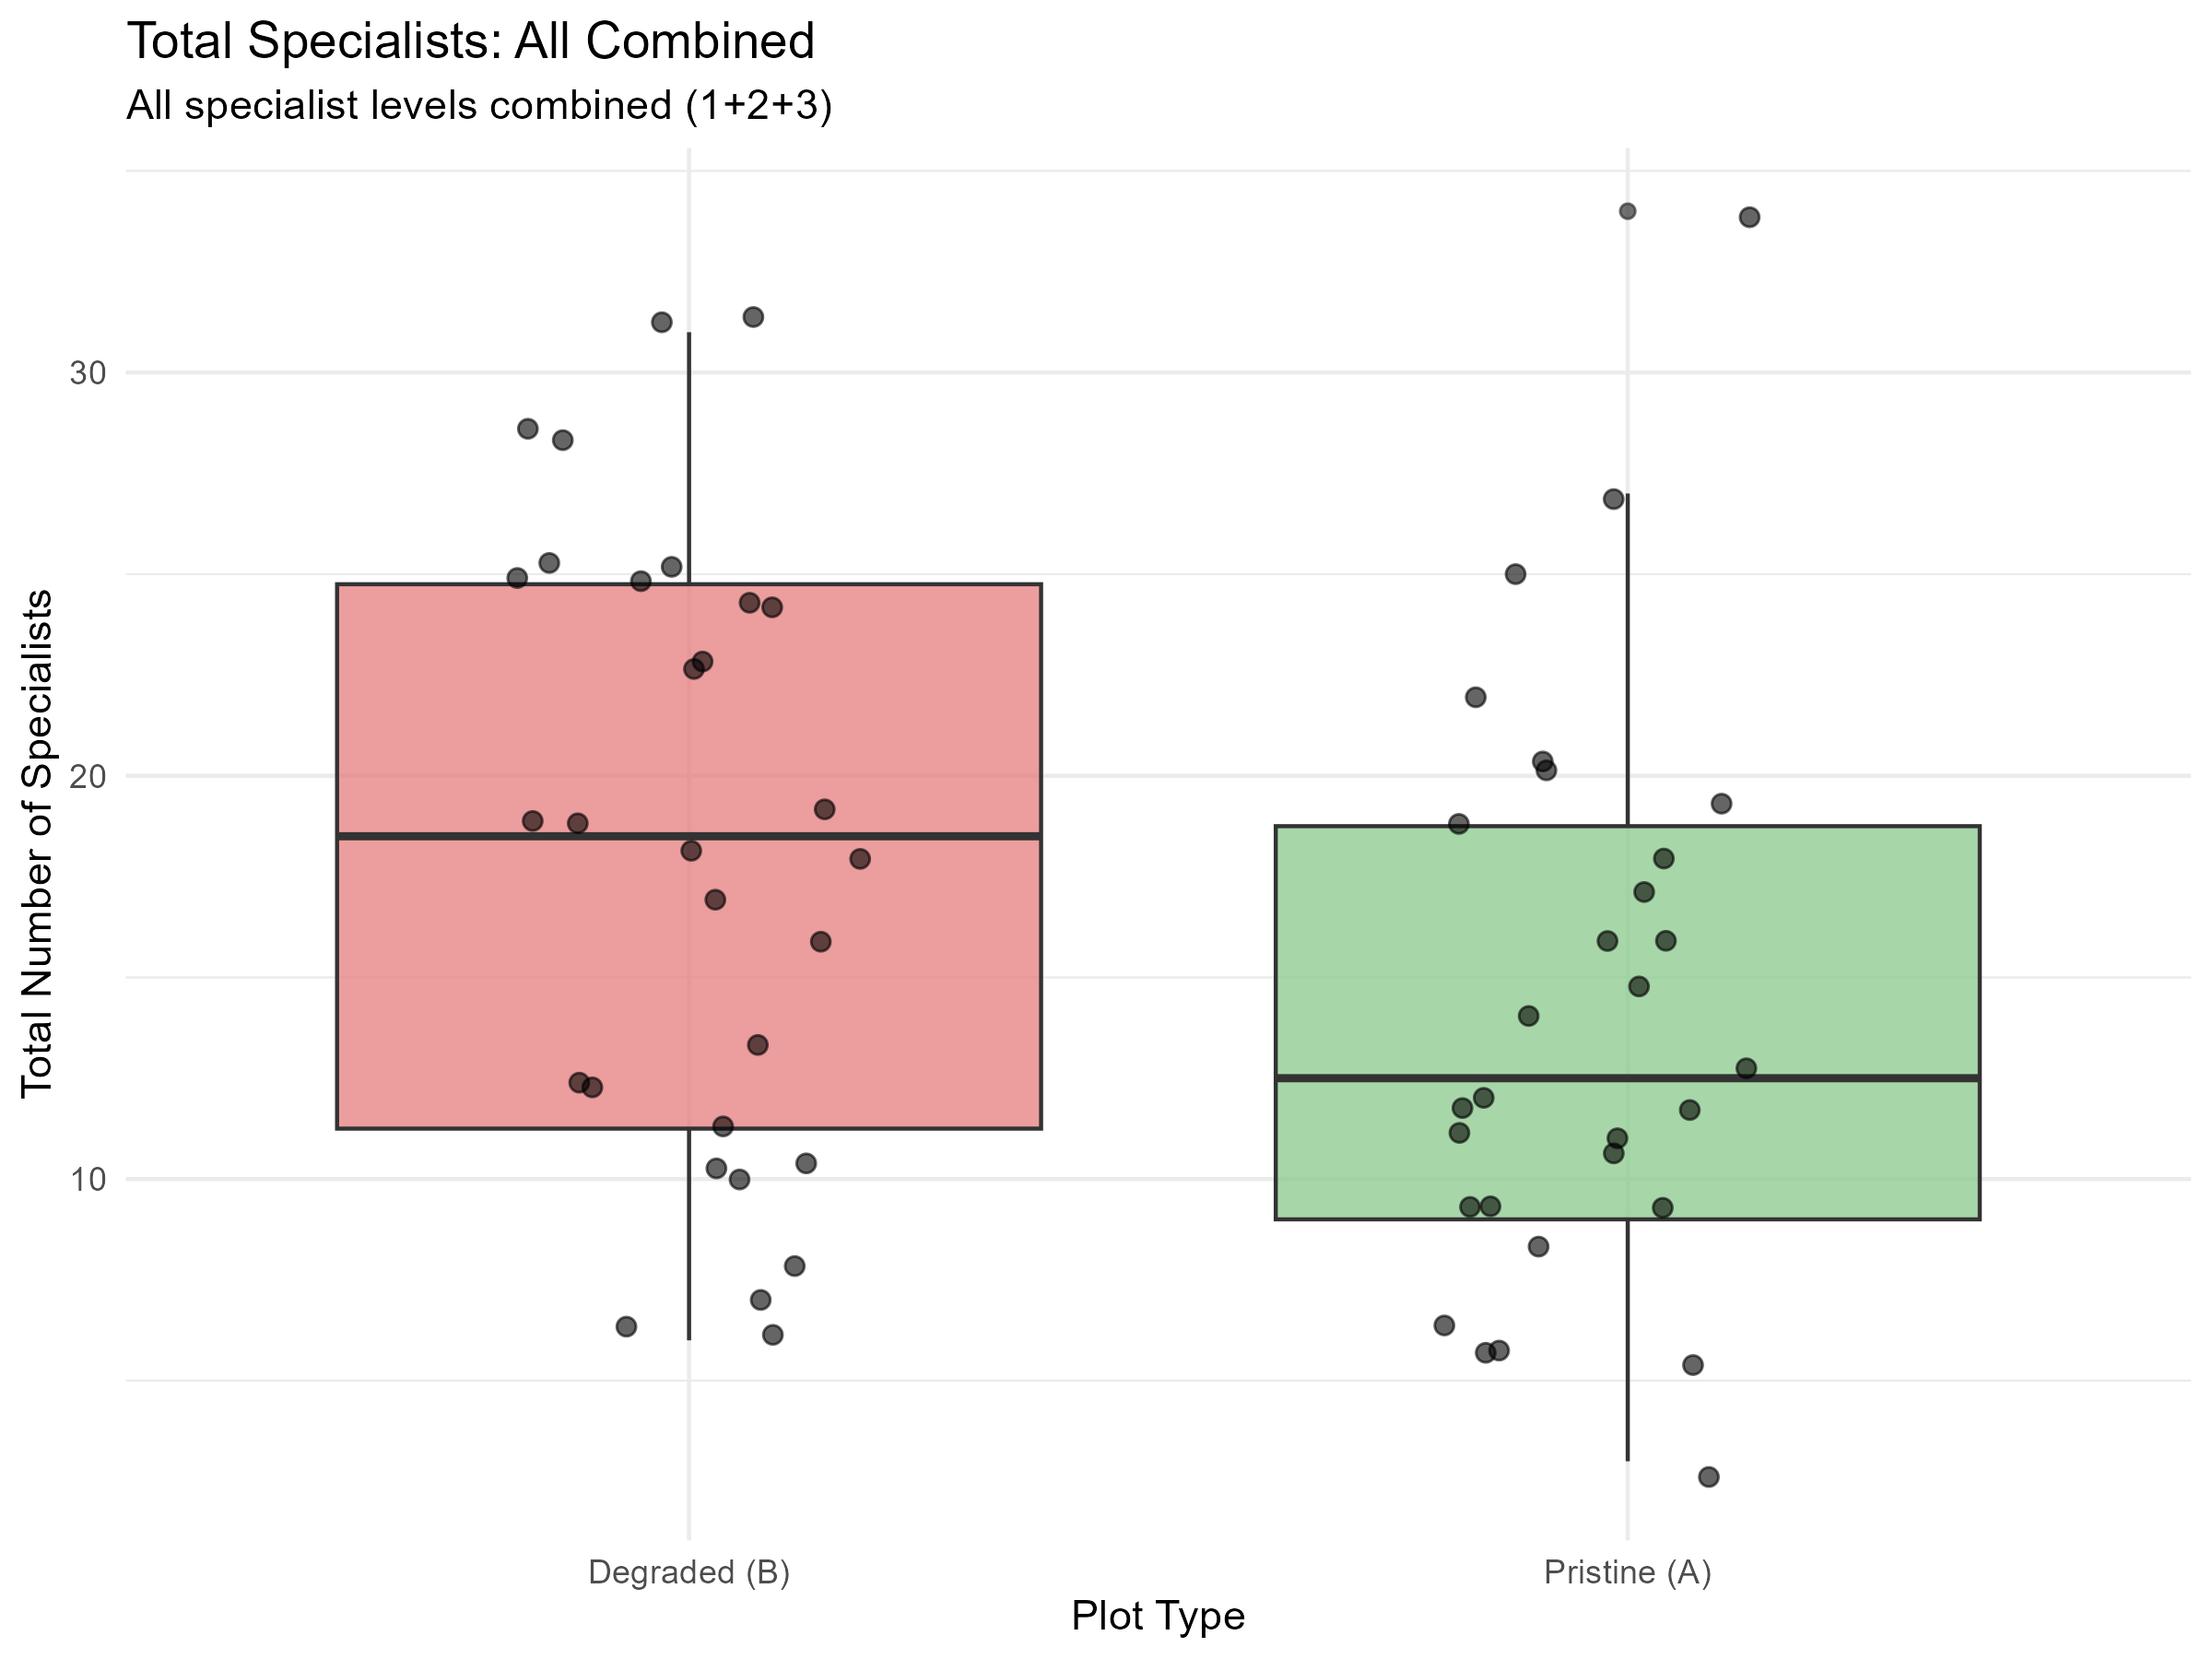 Total Specialists: All Combined
All specialist levels combined (1+2+3)
Total Number of Specialists
30
20
10
Degraded (B)
Pristine (A)
Plot Type